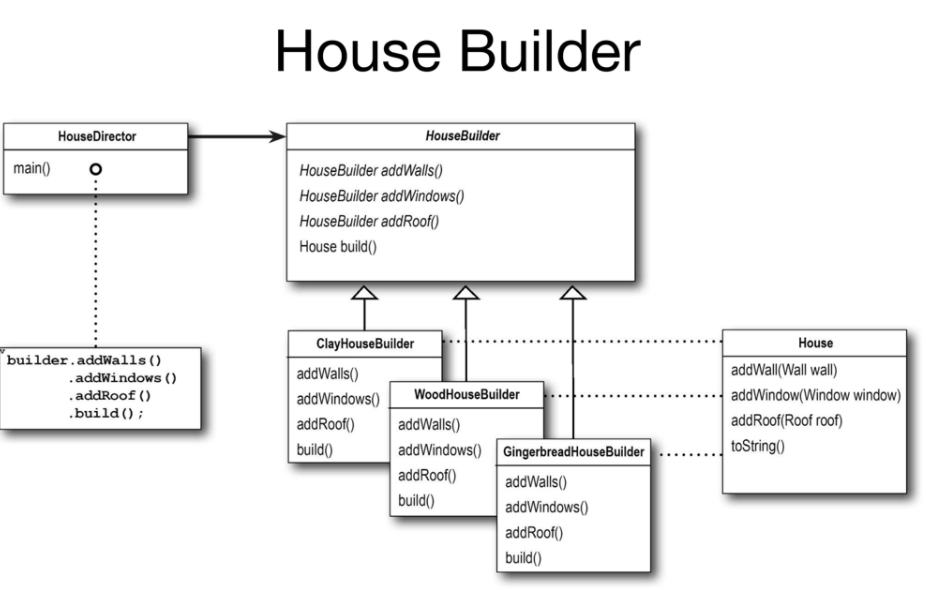 House Builder
HouseDirector
main()
HouseBuilder
HouseBuilder addWalls()
HouseBuilder addWindows()
HouseBuilder addRoof()
House build()
builder.addWalls()
.addWindows()
.addRoof()
.build();
ClayHouseBuilder
addWalls()
addWindows()
addRoof()
build()
WoodHouseBuilder
addWalls()
addWindows()
addRoof()
build()
GingerbreadHouseBuilder
addWalls()
addWindows()
addRoof()
build()
House
addWall(Wall wall)
addWindow(Window window)
addRoof(Roof roof)
toString()